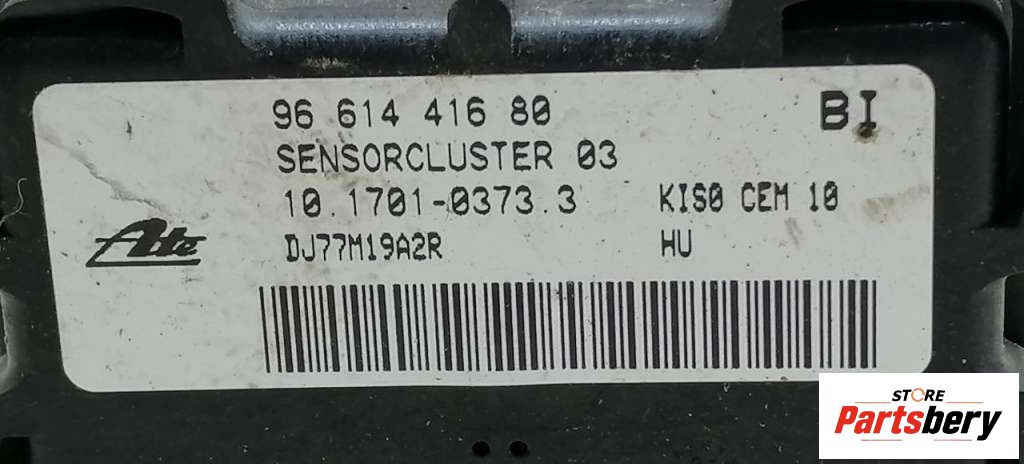 96 614 416 80 BI
SENSORCLUSTER 03
10.1701-0373.3 KIS0 CEM 10
Ate DJ77M19A2R HU
STORE
Partsbery